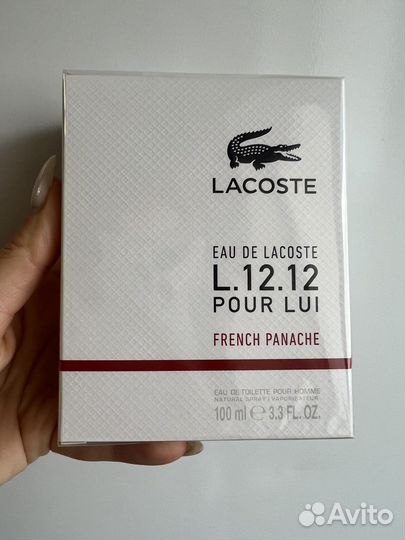 LACOSTE
EAU DE LACOSTE
L.12.12
POUR LUI
FRENCH PANACHE
EAU DE TOILETTE POUR HOMME
NATURAL SPRAY / VAPORISATEUR
100 ml ℮ 3.3 FL. OZ.
Avito